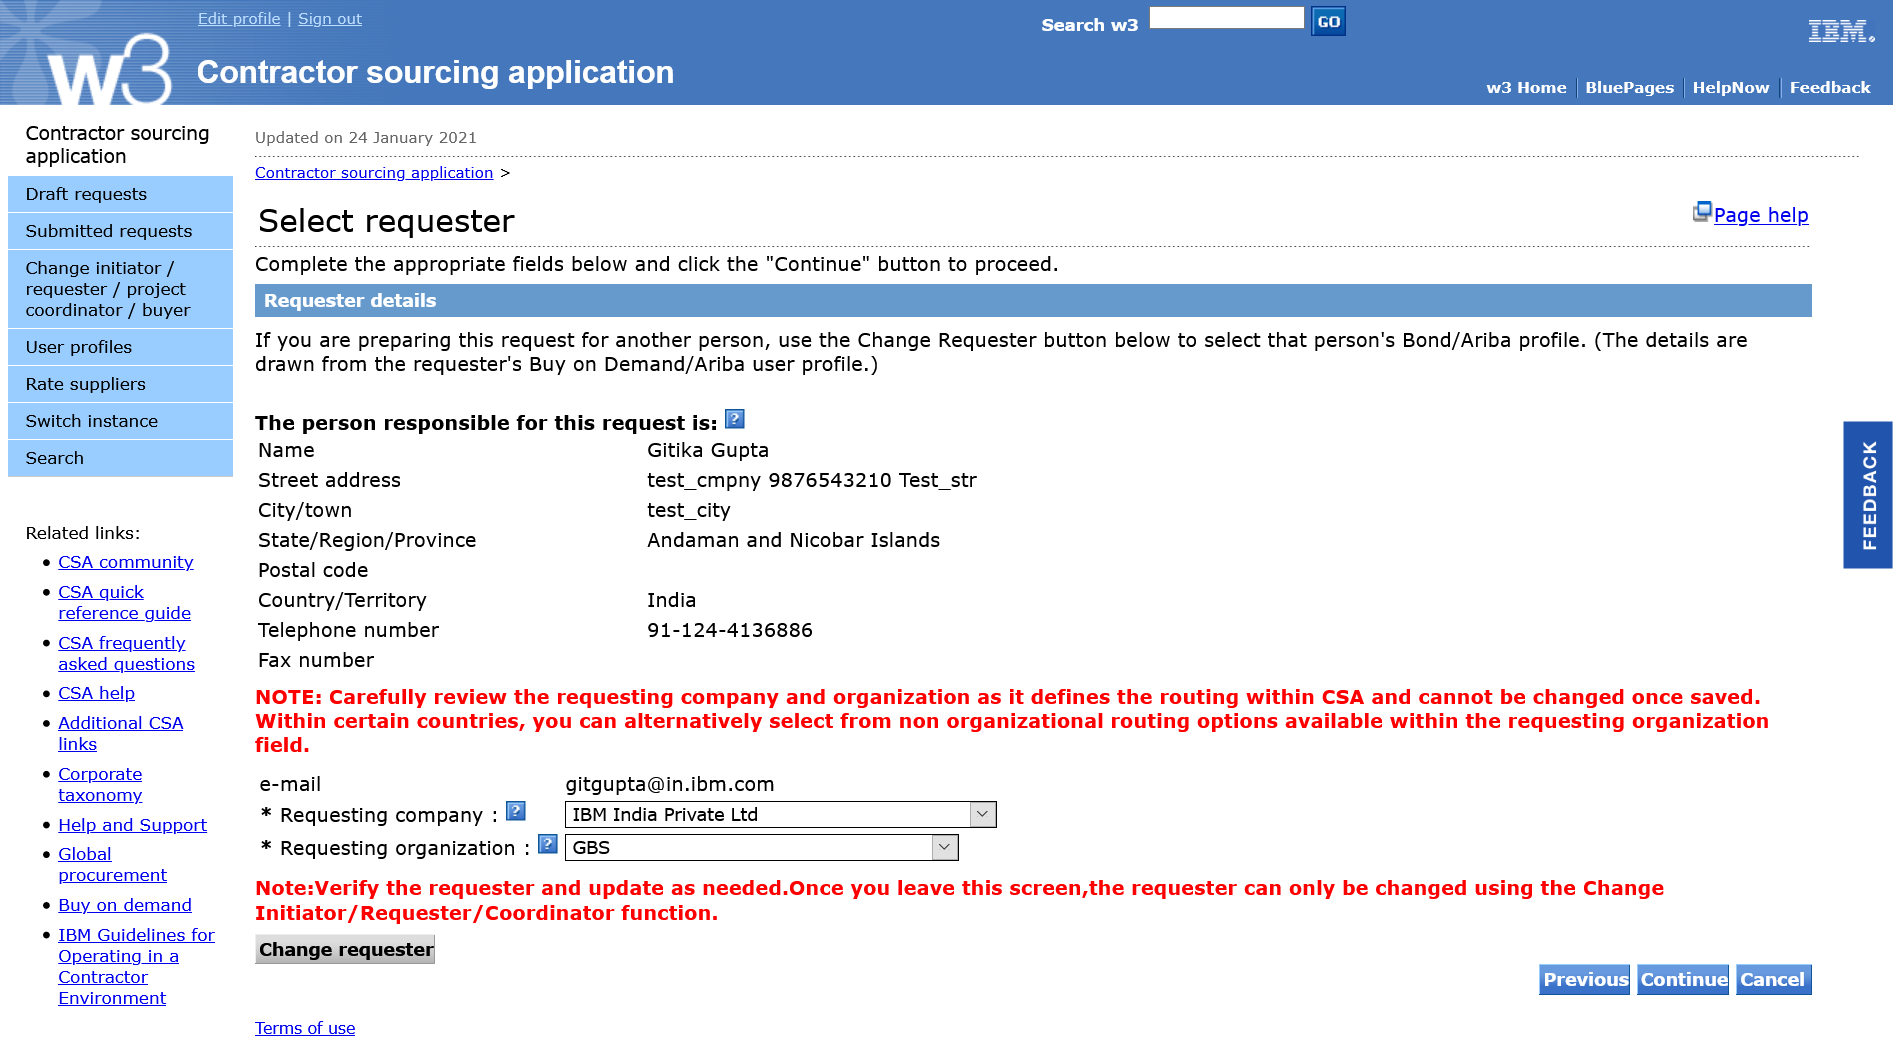 Edit profile | Sign out
Search w3 GO
IBM.
w3
Contractor sourcing application
w3 Home BluePages HelpNow Feedback
Contractor sourcing
application
Draft requests
Submitted requests
Change initiator /
requester / project
coordinator / buyer
User profiles
Rate suppliers
Switch instance
Search
Related links:
CSA community
CSA quick
reference guide
CSA frequently
asked questions
CSA help
Additional CSA
links
Corporate
taxonomy
Help and Support
Global
procurement
Buy on demand
IBM Guidelines for
Operating in a
Contractor
Environment
Updated on 24 January 2021
Contractor sourcing application >
Select requester
Page help
Complete the appropriate fields below and click the "Continue" button to proceed.
Requester details
If you are preparing this request for another person, use the Change Requester button below to select that person's Bond/Ariba profile. (The details are
drawn from the requester's Buy on Demand/Ariba user profile.)
The person responsible for this request is: ?
Name Gitika Gupta
Street address test_cmpny 9876543210 Test_str
City/town test_city
State/Region/Province Andaman and Nicobar Islands
Postal code
Country/Territory India
Telephone number 91-124-4136886
Fax number
NOTE: Carefully review the requesting company and organization as it defines the routing within CSA and cannot be changed once saved.
Within certain countries, you can alternatively select from non organizational routing options available within the requesting organization
field.
e-mail gitgupta@in.ibm.com
* Requesting company : ? IBM India Private Ltd
* Requesting organization : ? GBS
Note:Verify the requester and update as needed.Once you leave this screen,the requester can only be changed using the Change
Initiator/Requester/Coordinator function.
Change requester
Previous Continue Cancel
Terms of use
FEEDBACK